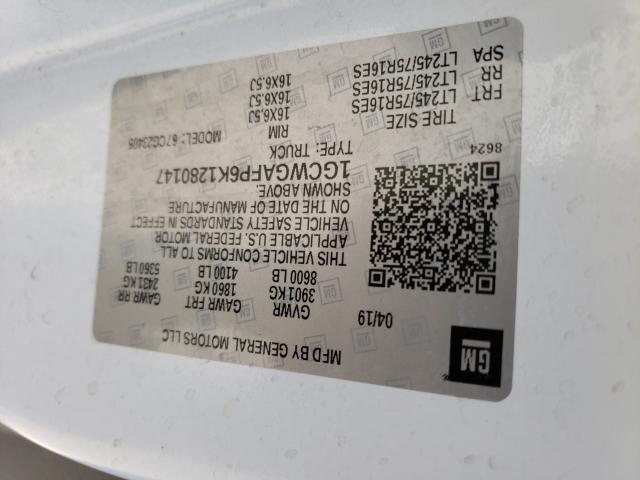 GM
MFD BY GENERAL MOTORS LLC
04/19
GVWR GAWR FRT GAWR RR
3901 KG 1860 KG 2431 KG
8600 LB 4100 LB 5360 LB
THIS VEHICLE CONFORMS TO ALL
APPLICABLE U.S. FEDERAL MOTOR
VEHICLE SAFETY STANDARDS IN EFFECT
ON THE DATE OF MANUFACTURE
SHOWN ABOVE.
1GCWGAFP6K1280147
TYPE: TRUCK MODEL: 67CG23405
8624
TIRE SIZE RIM
FRT LT245/75R16ES 16X6.5J
RR LT245/75R16ES 16X6.5J
SPA LT245/75R16ES 16X6.5J